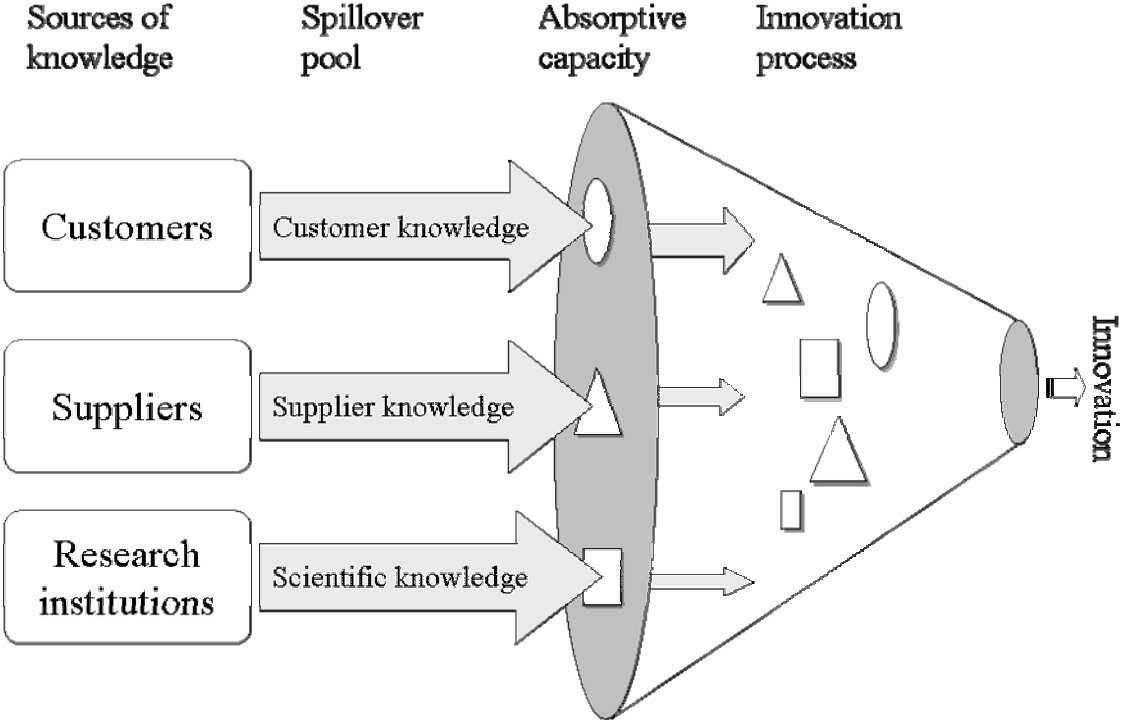 Sources of
knowledge
Spillover
pool
Absorptive
capacity
Innovation
process
Customers
Customer knowledge
Suppliers
Supplier knowledge
Research
institutions
Scientific knowledge
Innovation